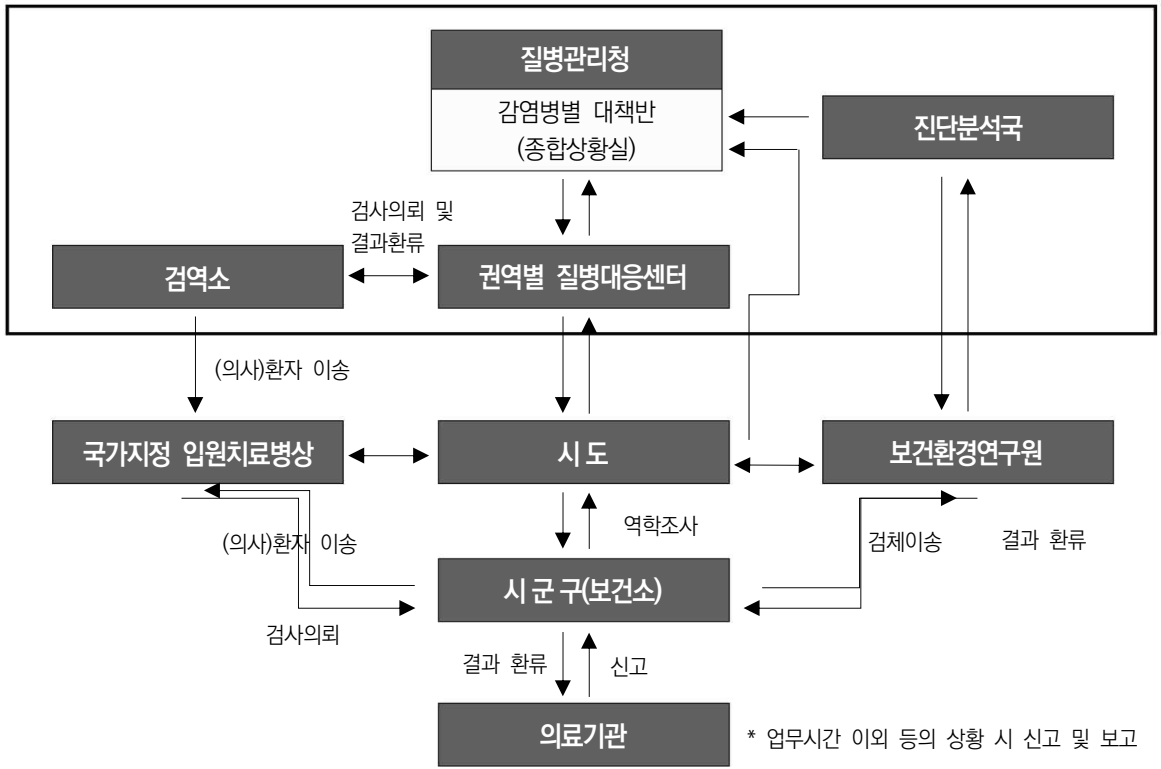 질병관리청
감염병별 대책반
(종합상황실)
진단분석국
검사의뢰 및
결과환류
검역소
권역별 질병대응센터
(의사)환자 이송
국가지정 입원치료병상
시 도
보건환경연구원
역학조사
(의사)환자 이송
검체이송
결과 환류
시 군 구(보건소)
검사의뢰
결과 환류
신고
의료기관
* 업무시간 이외 등의 상황 시 신고 및 보고